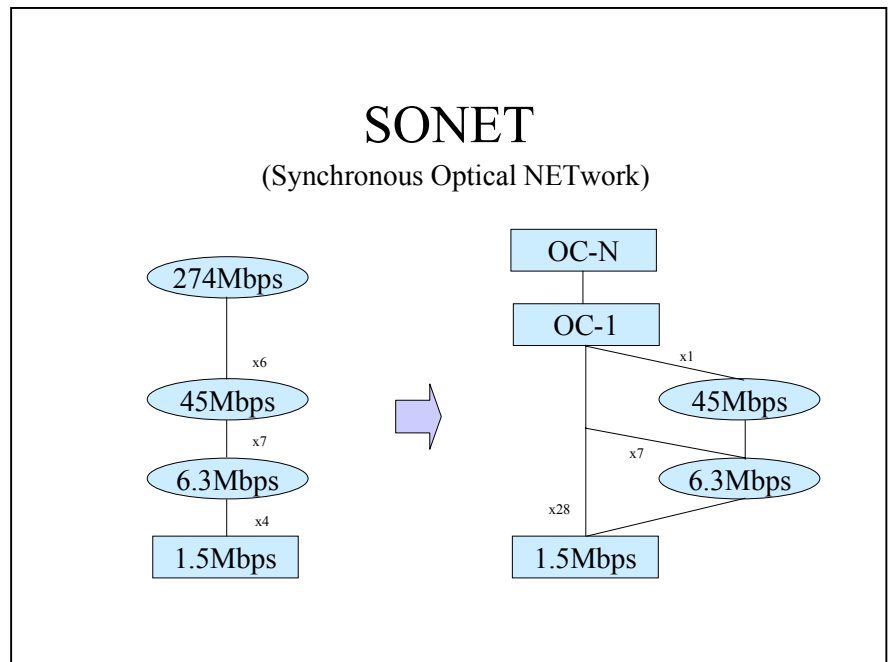 SONET
(Synchronous Optical NETwork)
274Mbps
x6
45Mbps
x7
6.3Mbps
x4
1.5Mbps
OC-N
OC-1
x1
45Mbps
x7
6.3Mbps
x28
1.5Mbps